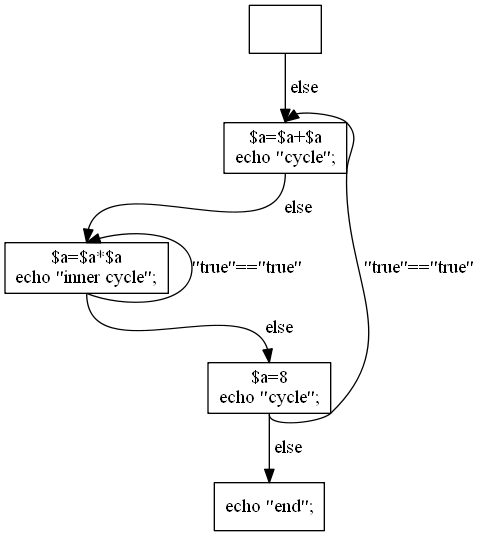 else
$a=$a+$a
echo "cycle";
else
$a=$a*$a
echo "inner cycle";
"true"=="true"
"true"=="true"
else
$a=8
echo "cycle";
else
echo "end";